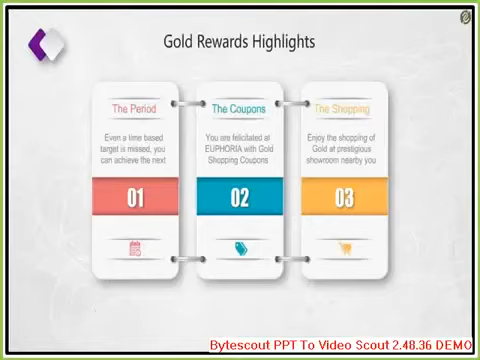 Gold Rewards Highlights
The Period
Even a time based
target is missed, you
can achieve the next
01
The Coupons
You are felicitated at
EUPHORIA with Gold
Shopping Coupons
02
The Shopping
Enjoy the shopping of
Gold at prestigious
showroom nearby you
03
Bytescout PPT To Video Scout 2.48.36 DEMO